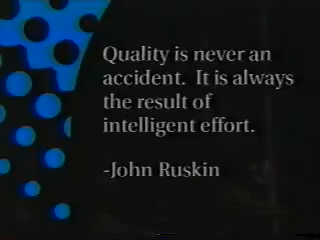 Quality is never an
accident.  It is always
the result of
intelligent effort.
-John Ruskin